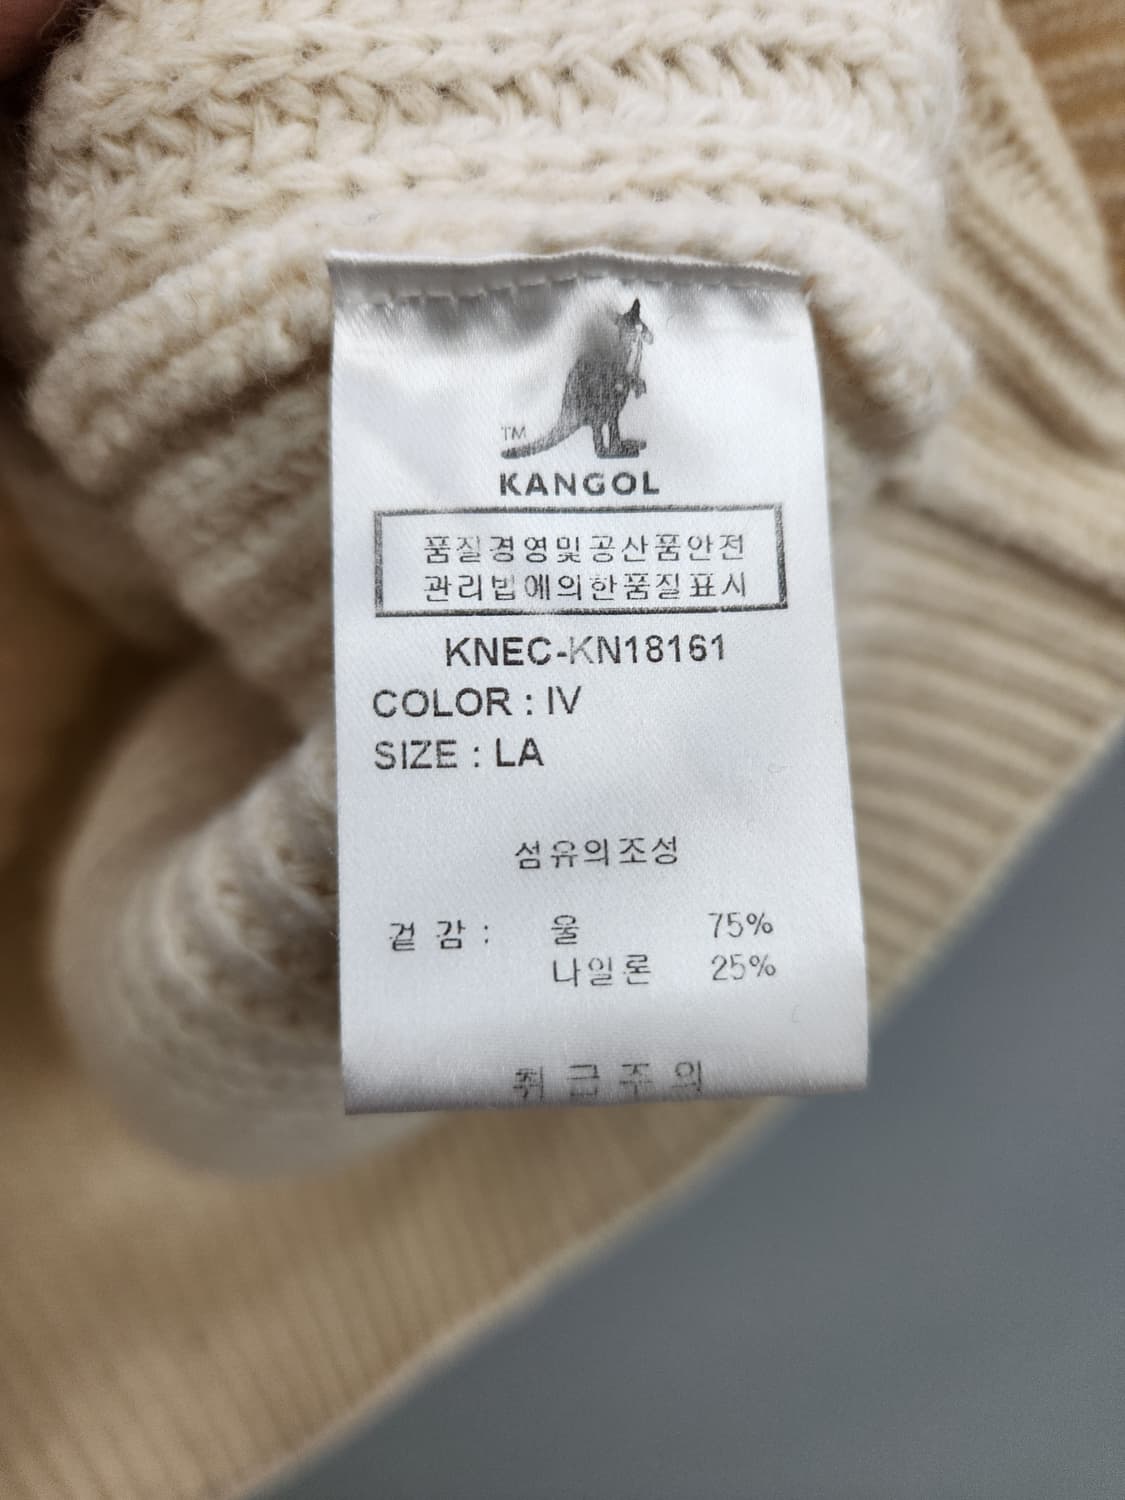 TM
KANGOL
품질경영및공산품안전
관리법에의한품질표시
KNEC-KN18161
COLOR : IV
SIZE : LA
섬유의조성
겉감 : 울 75%
나일론 25%
취급주의